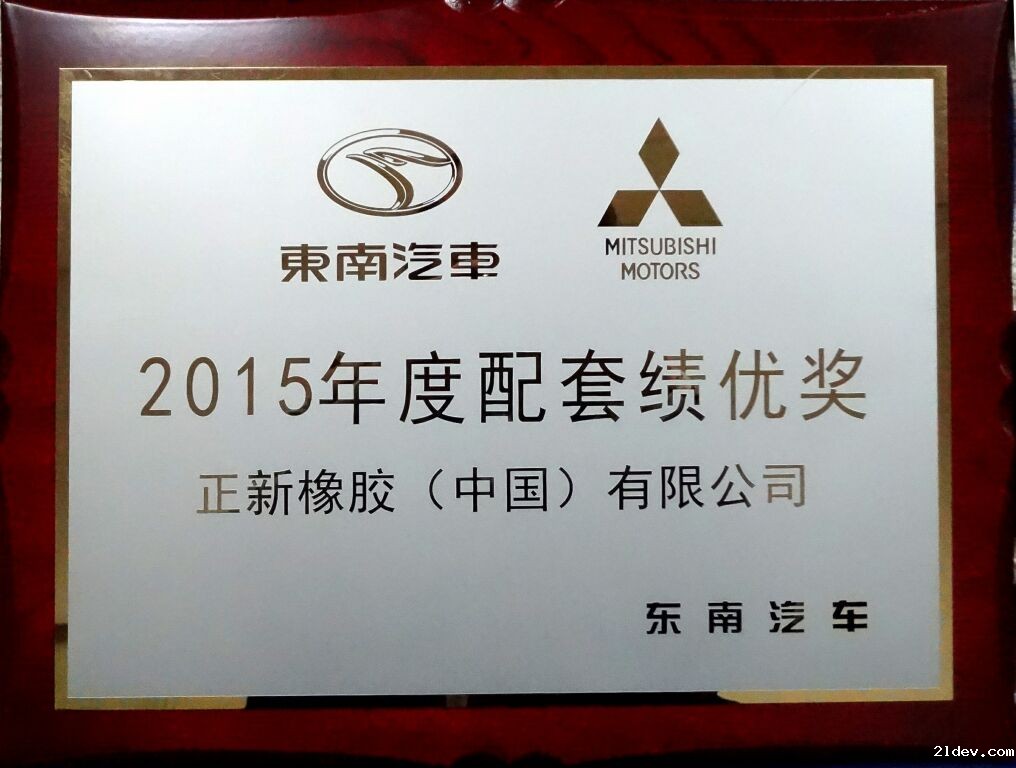 東南汽車
MITSUBISHI
MOTORS
2015年度配套绩优奖
正新橡胶（中国）有限公司
东南汽车
21dev.com